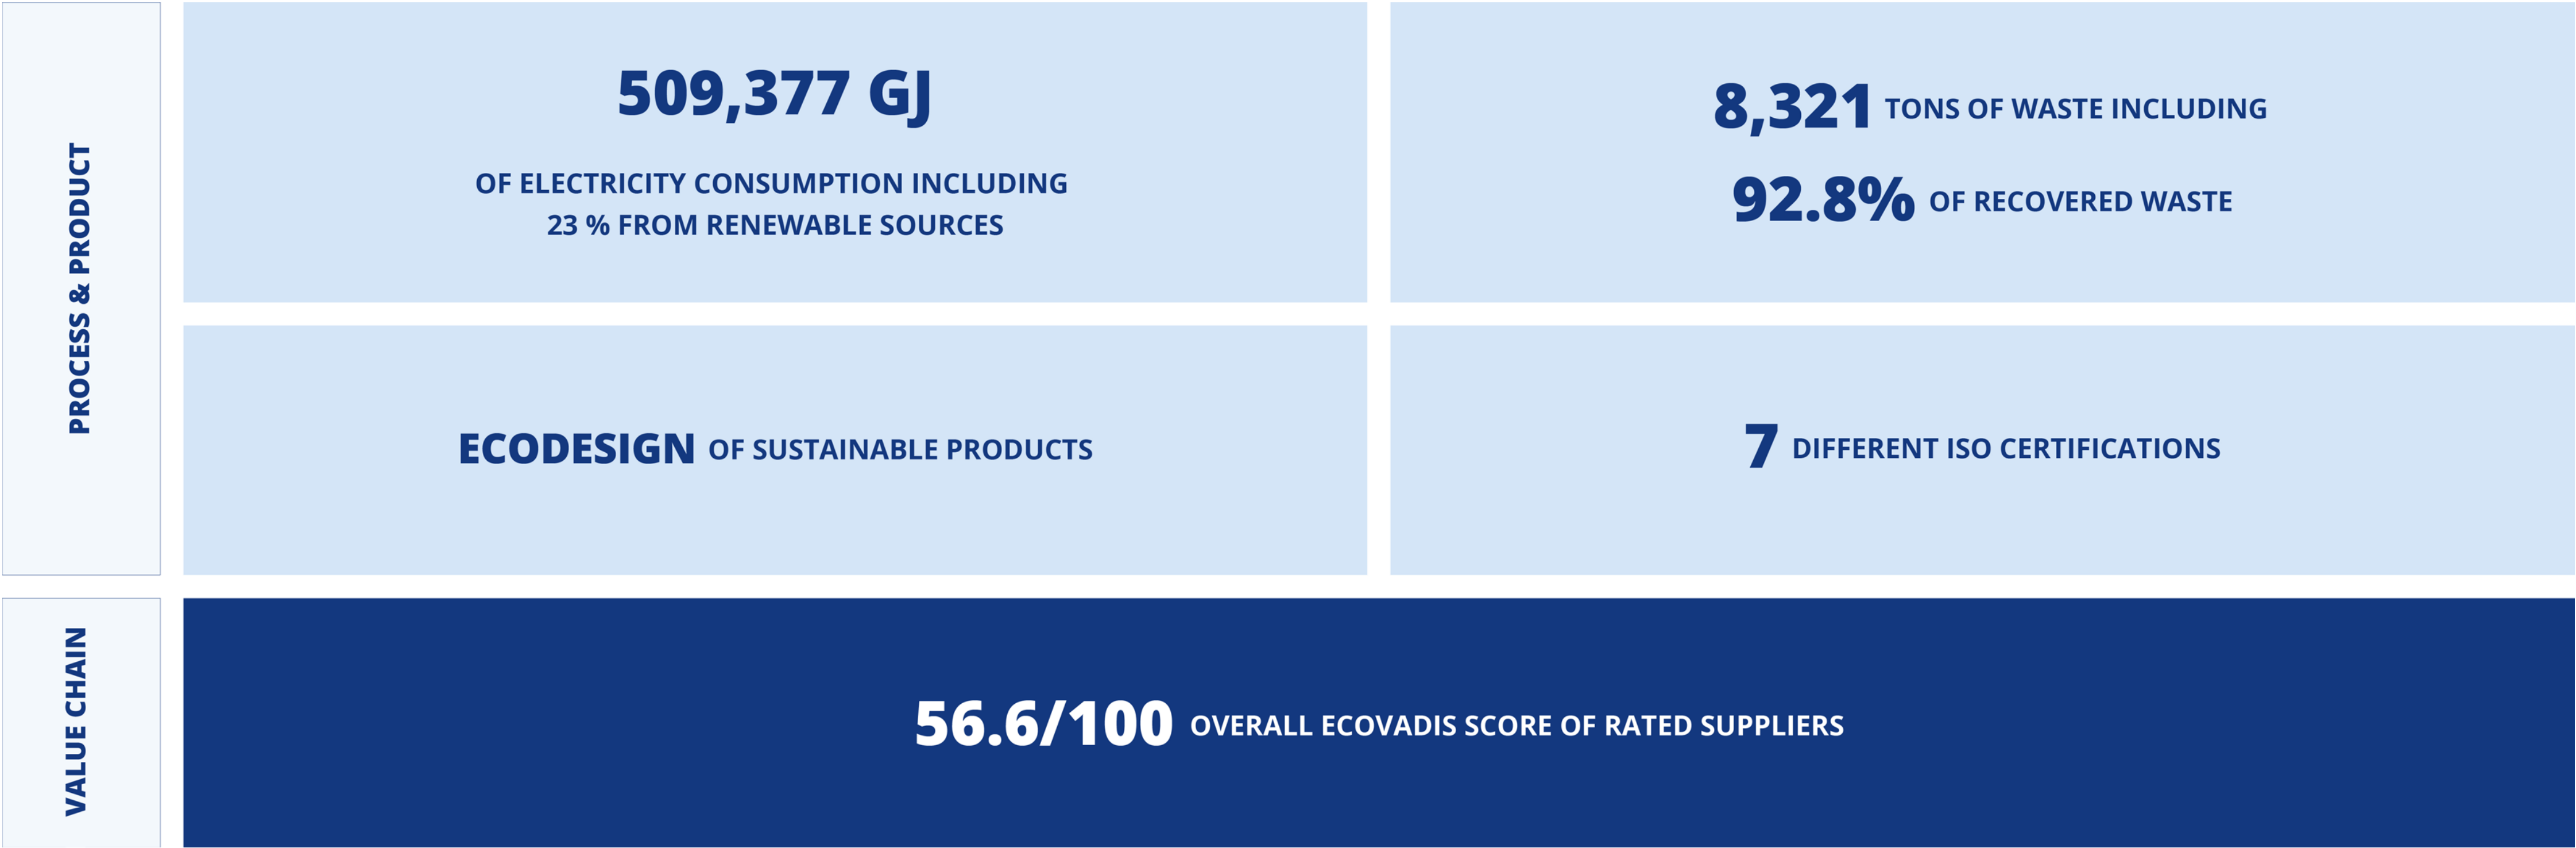 PROCESS & PRODUCT
509,377 GJ
OF ELECTRICITY CONSUMPTION INCLUDING
23 % FROM RENEWABLE SOURCES
8,321 TONS OF WASTE INCLUDING
92.8% OF RECOVERED WASTE
ECODESIGN OF SUSTAINABLE PRODUCTS
7 DIFFERENT ISO CERTIFICATIONS
VALUE CHAIN
56.6/100 OVERALL ECOVADIS SCORE OF RATED SUPPLIERS